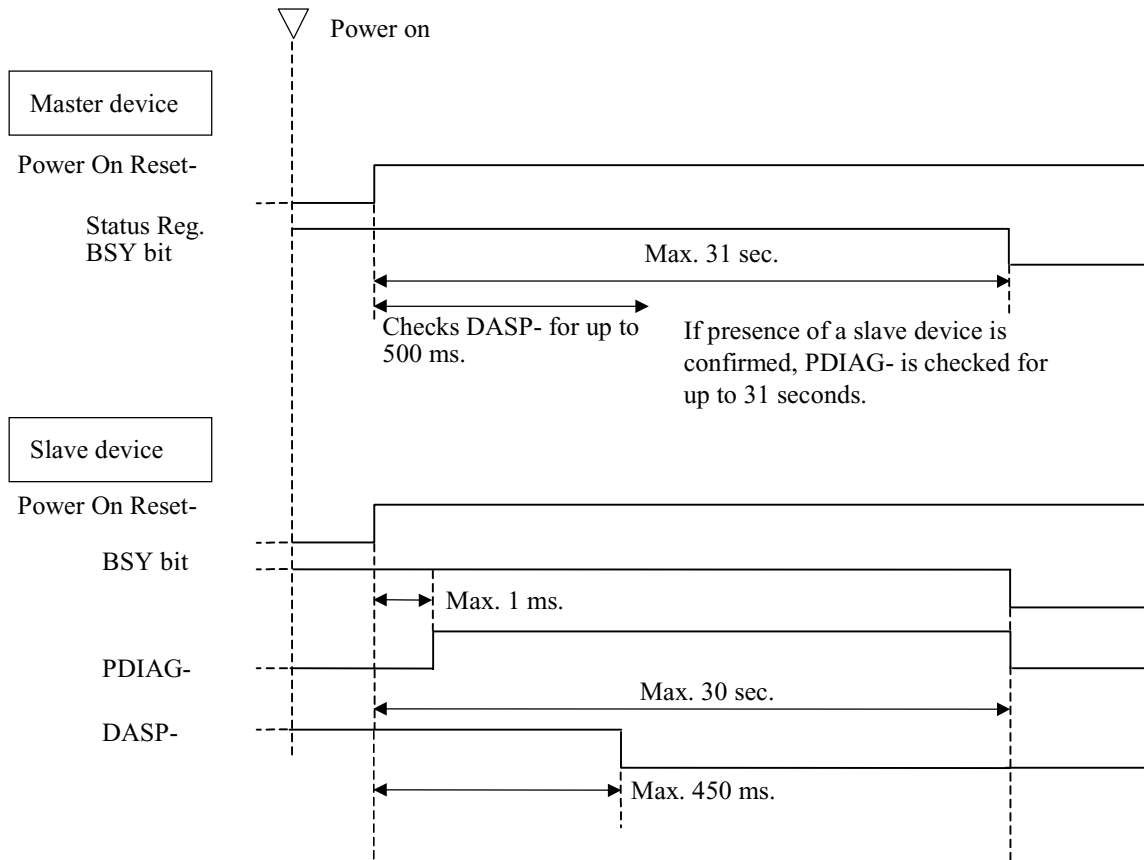 Power on
Master device
Power On Reset-
Status Reg.
BSY bit
Max. 31 sec.
Checks DASP- for up to
500 ms.
If presence of a slave device is
confirmed, PDIAG- is checked for
up to 31 seconds.
Slave device
Power On Reset-
BSY bit
Max. 1 ms.
PDIAG-
Max. 30 sec.
DASP-
Max. 450 ms.